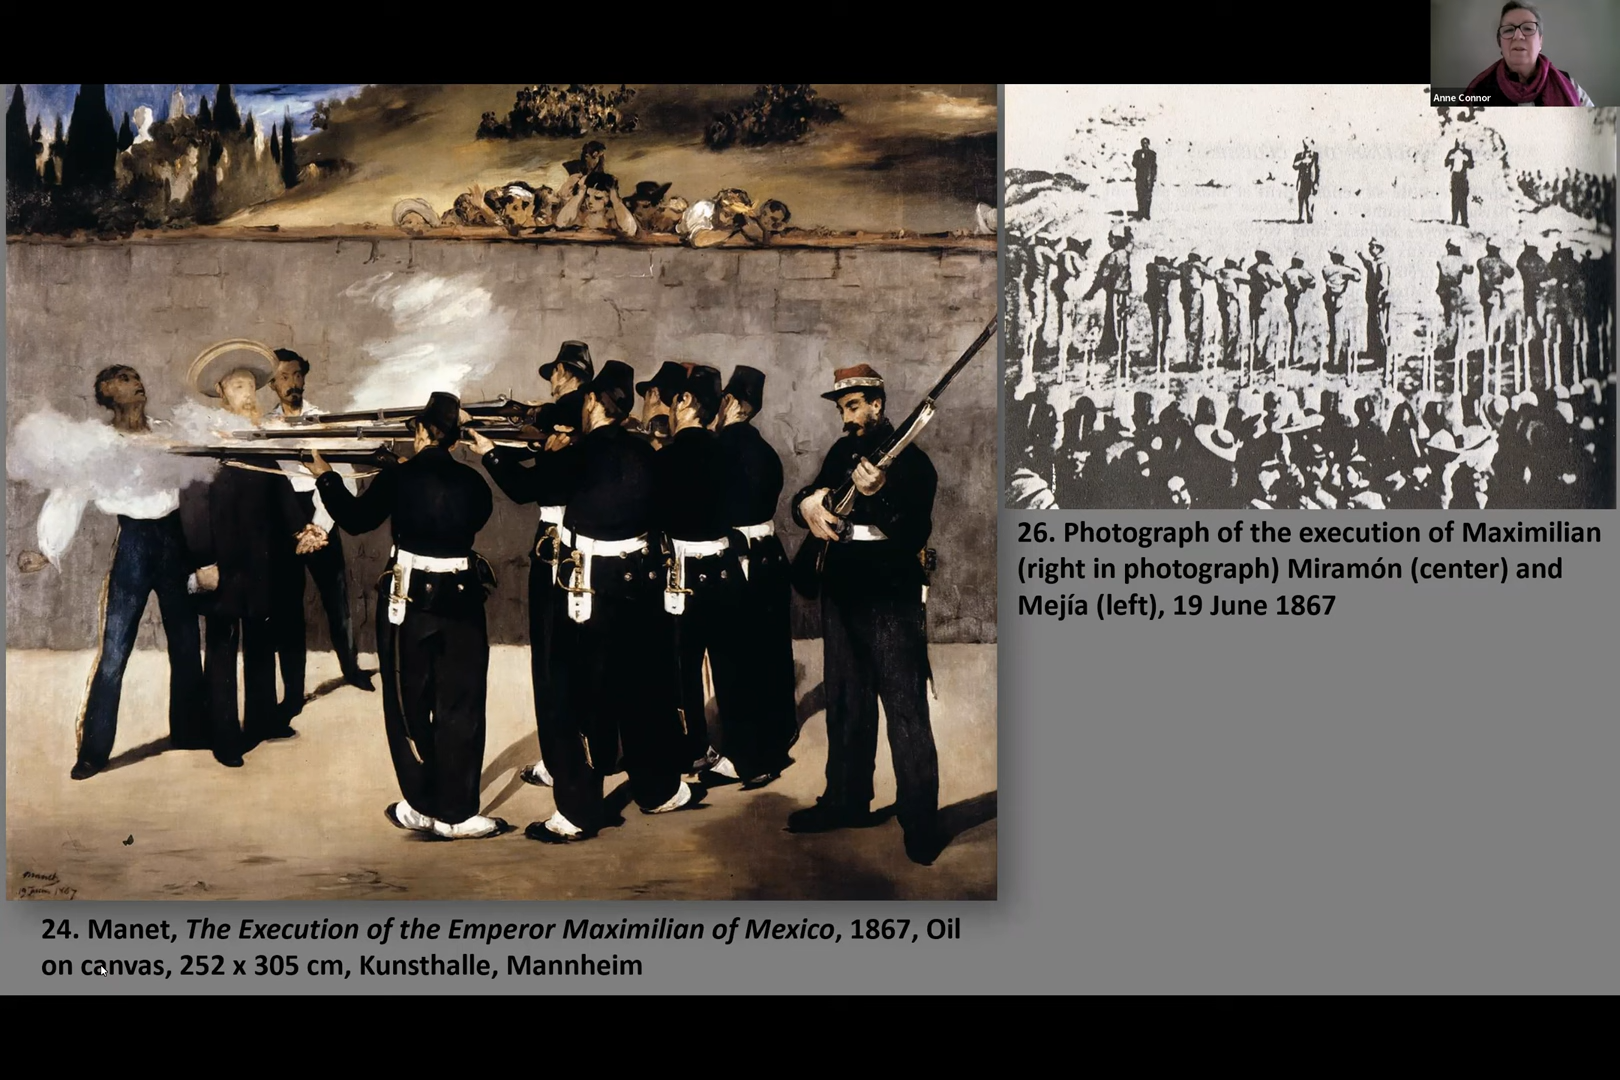 Anne Connor
26. Photograph of the execution of Maximilian
(right in photograph) Miramón (center) and
Mejía (left), 19 June 1867
24. Manet, The Execution of the Emperor Maximilian of Mexico, 1867, Oil
on canvas, 252 x 305 cm, Kunsthalle, Mannheim